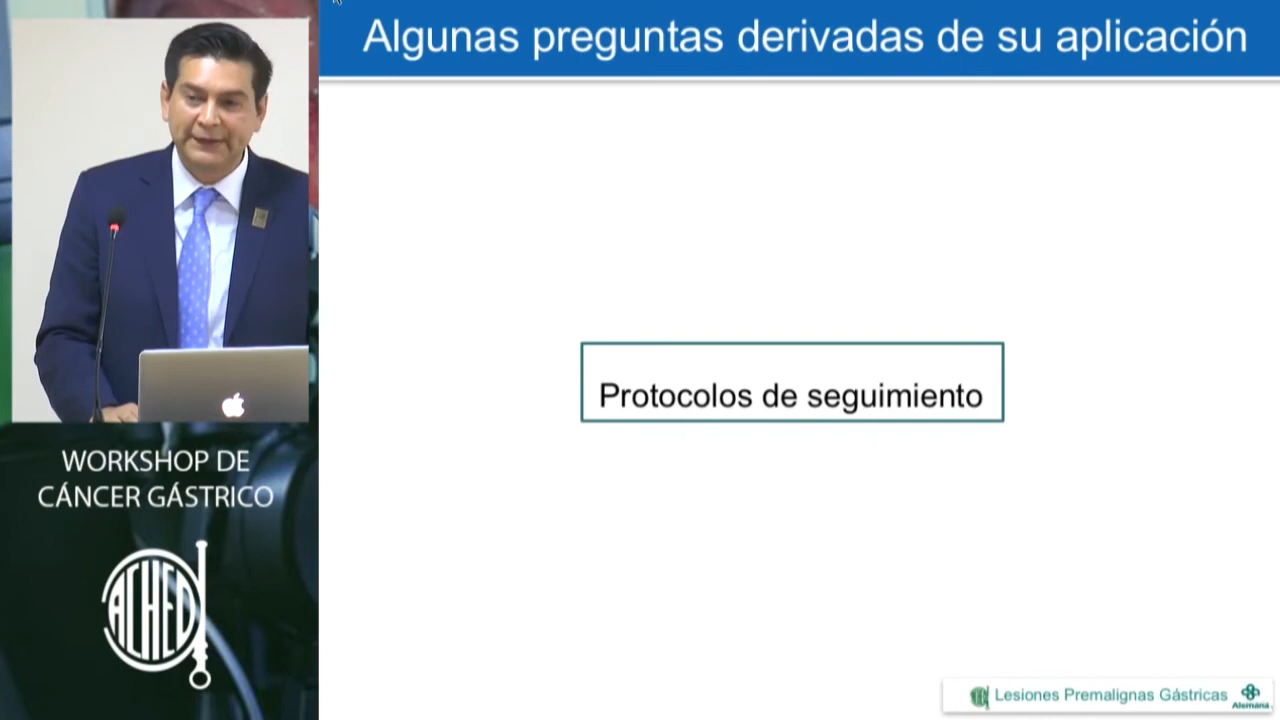 Algunas preguntas derivadas de su aplicación
Protocolos de seguimiento
WORKSHOP DE
CÁNCER GÁSTRICO
ACHED
Lesiones Premalignas Gástricas
Alemana